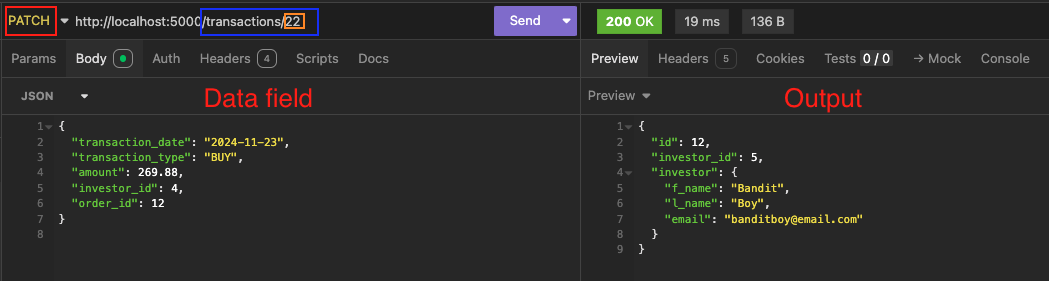 PATCH http://localhost:5000/transactions/22 Send 200 OK 19 ms 136 B
Params Body Auth Headers 4 Scripts Docs Preview Headers 5 Cookies Tests 0 / 0 → Mock Console
JSON Data field Preview Output
1 {
2 "transaction_date": "2024-11-23",
3 "transaction_type": "BUY",
4 "amount": 269.88,
5 "investor_id": 4,
6 "order_id": 12
7 }
8
1 {
2 "id": 12,
3 "investor_id": 5,
4 "investor": {
5 "f_name": "Bandit",
6 "l_name": "Boy",
7 "email": "banditboy@email.com"
8 }
9 }